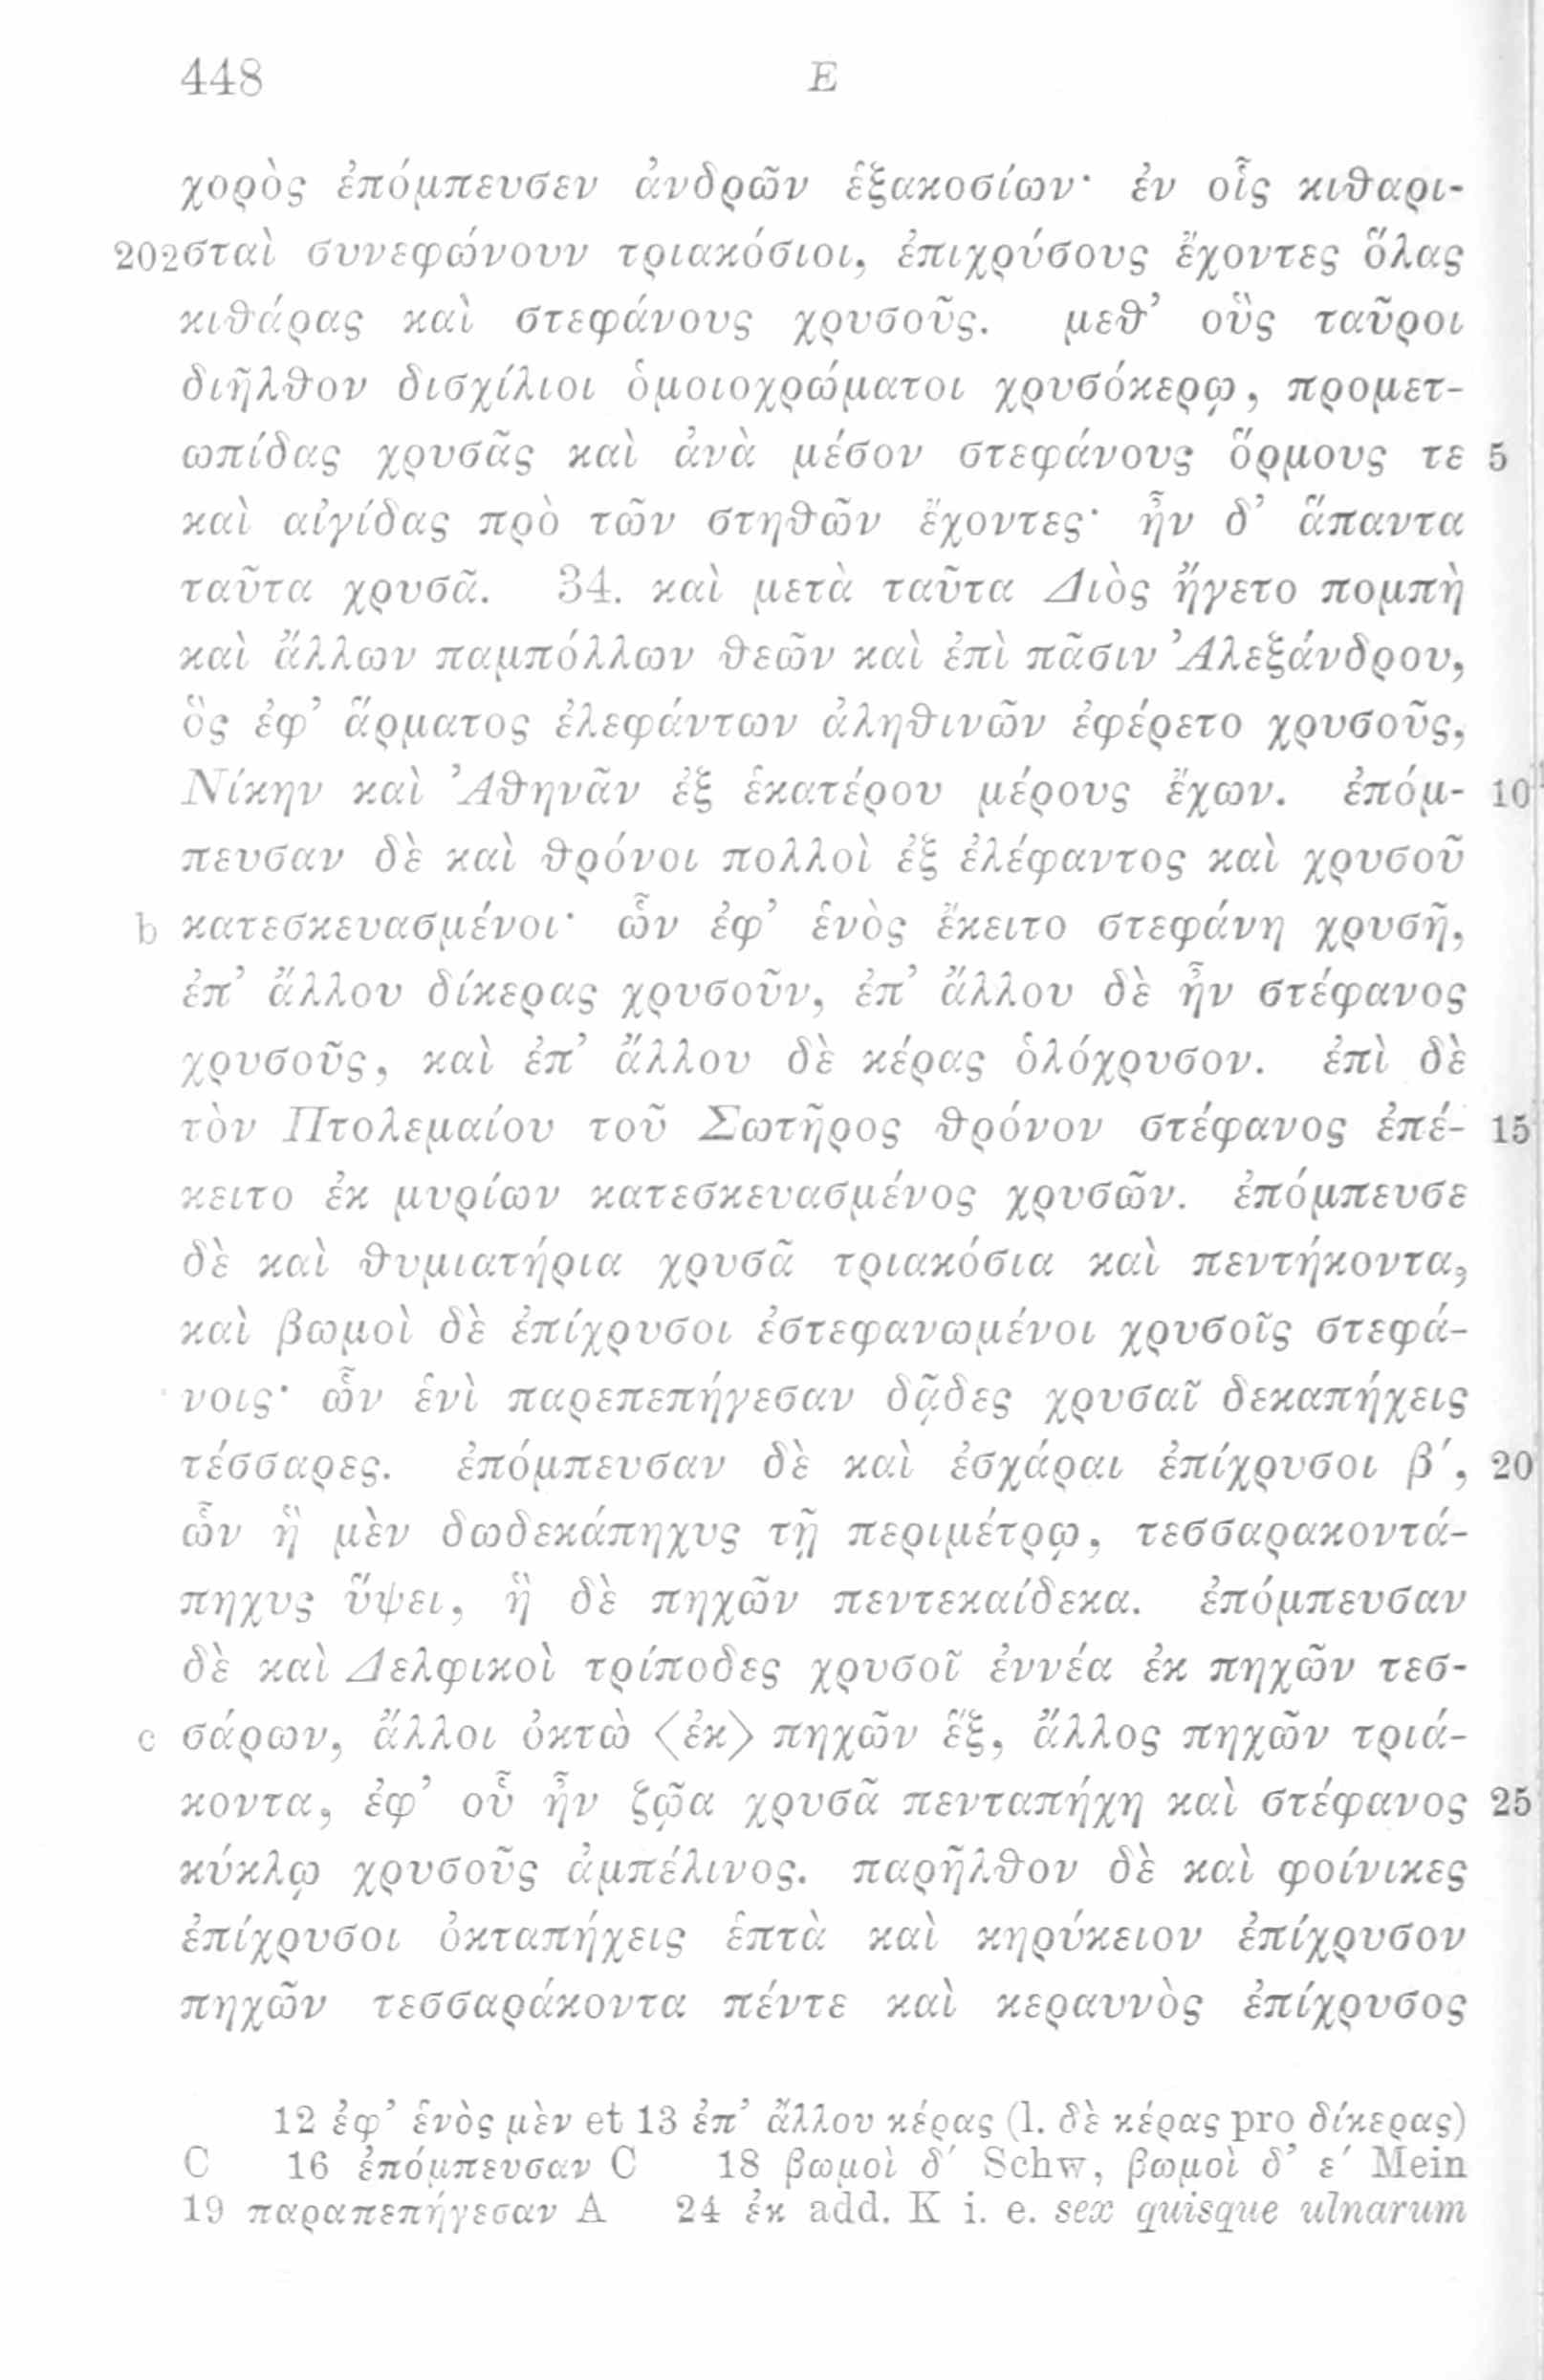 448 E
χορὸς ἐπόμπευσεν ἀνδρῶν ἑξακοσίων· ἐν οἷς κιθαρι-
202 σταὶ συνεφώνουν τριακόσιοι, ἐπιχρύσους ἔχοντες ὅλας
κιθάρας καὶ στεφάνους χρυσοῦς. μεθ’ οὓς ταῦροι
διῆλθον δισχίλιοι ὁμοιοχρώματοι χρυσόκερῳ, προμετ-
ωπίδας χρυσᾶς καὶ ἀνὰ μέσον στεφάνους ὅρμους τε 5
καὶ αἰγίδας πρὸ τῶν στηθῶν ἔχοντες· ἦν δ’ ἅπαντα
ταῦτα χρυσᾶ. 34. καὶ μετὰ ταῦτα Διὸς ἤγετο πομπὴ
καὶ ἄλλων παμπόλλων θεῶν καὶ ἐπὶ πᾶσιν Ἀλεξάνδρου,
ὃς ἐφ’ ἅρματος ἐλεφάντων ἀληθινῶν ἐφέρετο χρυσοῦς,
Νίκην καὶ Ἀθηνᾶν ἐξ ἑκατέρου μέρους ἔχων. ἐπόμ- 10
πευσαν δὲ καὶ θρόνοι πολλοὶ ἐξ ἐλέφαντος καὶ χρυσοῦ
b κατεσκευασμένοι· ὧν ἐφ’ ἑνὸς ἔκειτο στεφάνη χρυσῆ,
ἐπ’ ἄλλου δίκερας χρυσοῦν, ἐπ’ ἄλλου δὲ ἦν στέφανος
χρυσοῦς, καὶ ἐπ’ ἄλλου δὲ κέρας ὁλόχρυσον. ἐπὶ δὲ
τὸν Πτολεμαίου τοῦ Σωτῆρος θρόνον στέφανος ἐπέ- 15
κειτο ἐκ μυρίων κατεσκευασμένος χρυσῶν. ἐπόμπευσε
δὲ καὶ θυμιατήρια χρυσᾶ τριακόσια καὶ πεντήκοντα,
καὶ βωμοὶ δὲ ἐπίχρυσοι ἐστεφανωμένοι χρυσοῖς στεφά-
νοις· ὧν ἑνὶ παρεπεπήγεσαν δᾷδες χρυσαῖ δεκαπήχεις
τέσσαρες. ἐπόμπευσαν δὲ καὶ ἐσχάραι ἐπίχρυσοι β′, 20
ὧν ἣ μὲν δωδεκάπηχυς τῇ περιμέτρῳ, τεσσαρακοντά-
πηχυς ὕψει, ἣ δὲ πηχῶν πεντεκαίδεκα. ἐπόμπευσαν
δὲ καὶ Δελφικοὶ τρίποδες χρυσοῖ ἐννέα ἐκ πηχῶν τεσ-
c σάρων, ἄλλοι ὀκτὼ ⟨ἐκ⟩ πηχῶν ἕξ, ἄλλος πηχῶν τριά-
κοντα, ἐφ’ οὗ ἦν ζῷα χρυσᾶ πενταπήχη καὶ στέφανος 25
κύκλῳ χρυσοῦς ἀμπέλινος. παρῆλθον δὲ καὶ φοίνικες
ἐπίχρυσοι ὀκταπήχεις ἑπτὰ καὶ κηρύκειον ἐπίχρυσον
πηχῶν τεσσαράκοντα πέντε καὶ κεραυνὸς ἐπίχρυσος
12 ἐφ’ ἑνὸς μὲν et 13 ἐπ’ ἄλλου κέρας (l. δὲ κέρας pro δίκερας)
C 16 ἐπόμπευσαν C 18 βωμοὶ δ′ Schw, βωμοὶ δ’ ε′ Mein
19 παραπεπήγεσαν A 24 ἐκ add. K i. e. sex quisque ulnarum